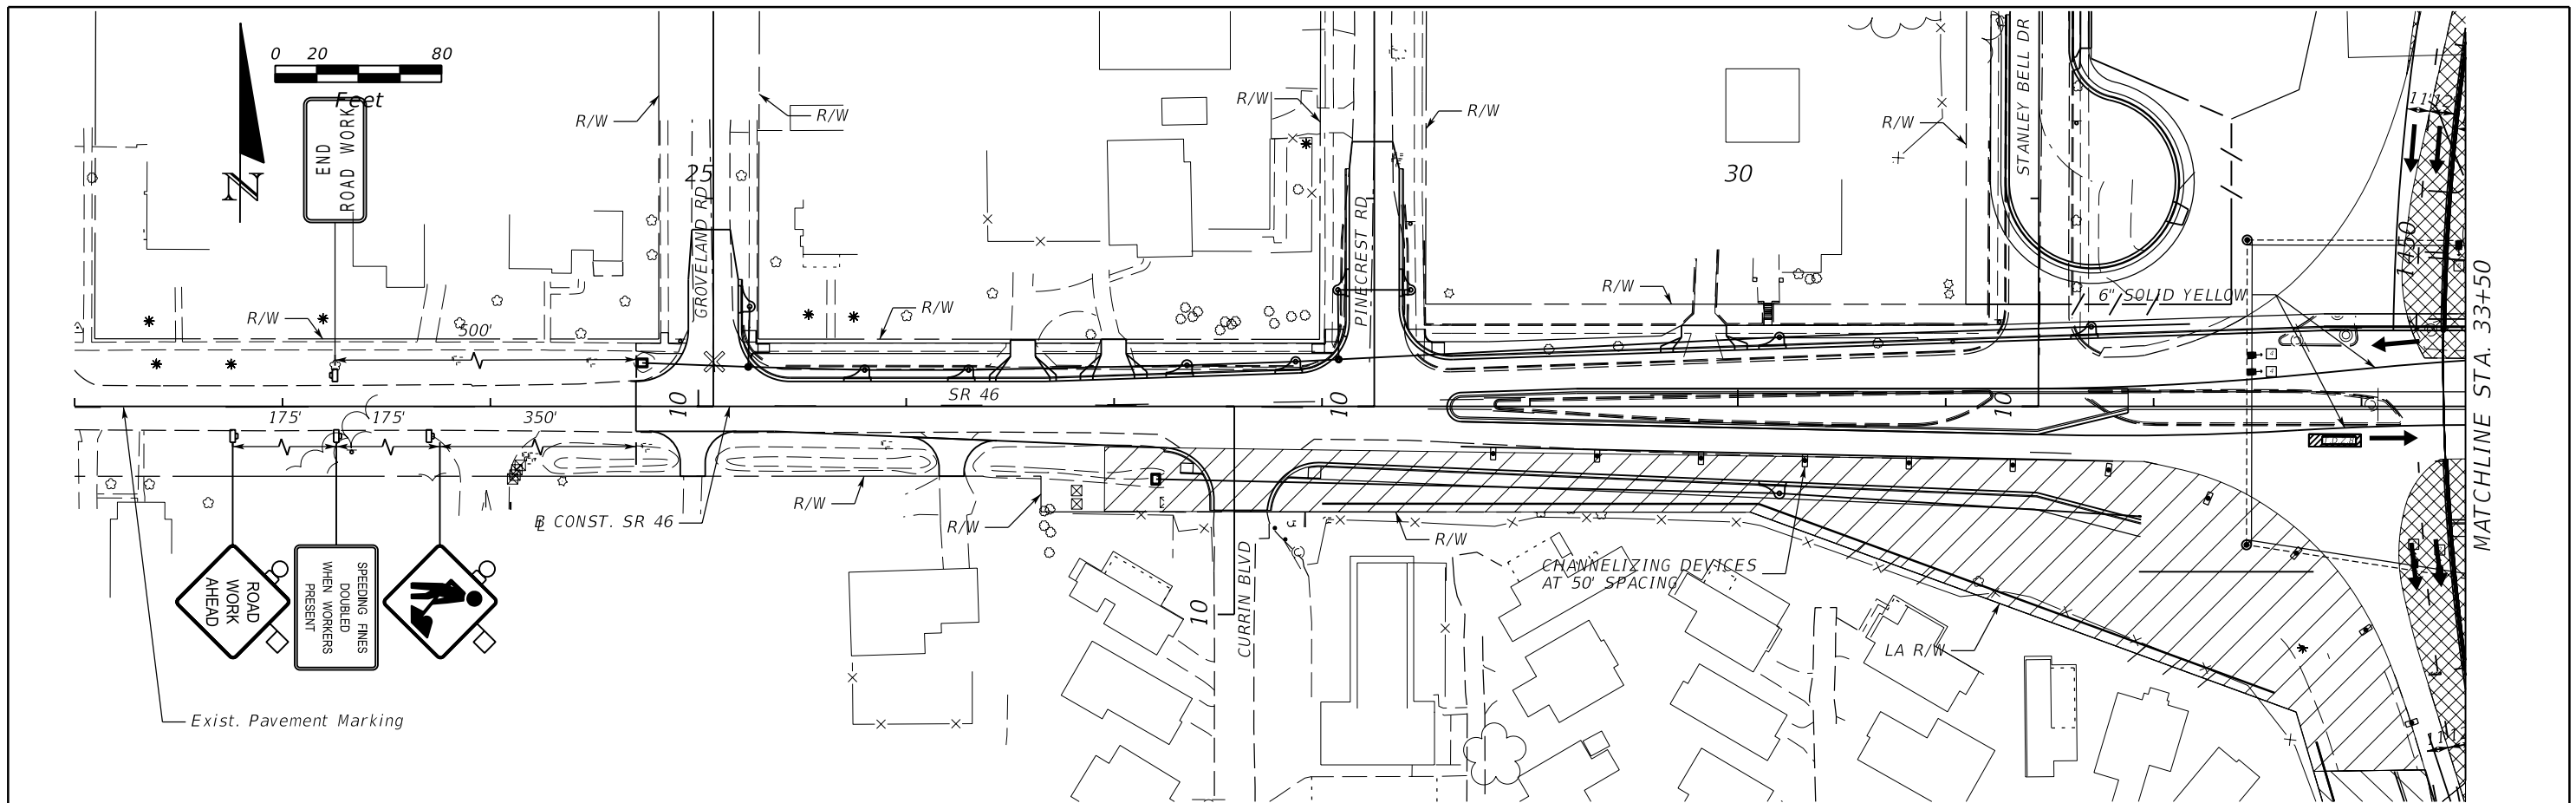 0 20 80
Feet
END
ROAD WORK
R/W
R/W
R/W
R/W
R/W
25
30
10
10
10
10
GROVELAND RD
PINECREST RD
STANLEY BELL DR
CURRIN BLVD
N
R/W
500'
R/W
R/W
6" SOLID YELLOW
1+50
11'
SR 46
175'
175'
350'
MATCHLINE STA. 33+50
R/W
R/W
R/W
B CONST. SR 46
CHANNELIZING DEVICES
AT 50' SPACING
LA R/W
ROAD
WORK
AHEAD
SPEEDING FINES
DOUBLED
WHEN WORKERS
PRESENT
Exist. Pavement Marking
11'